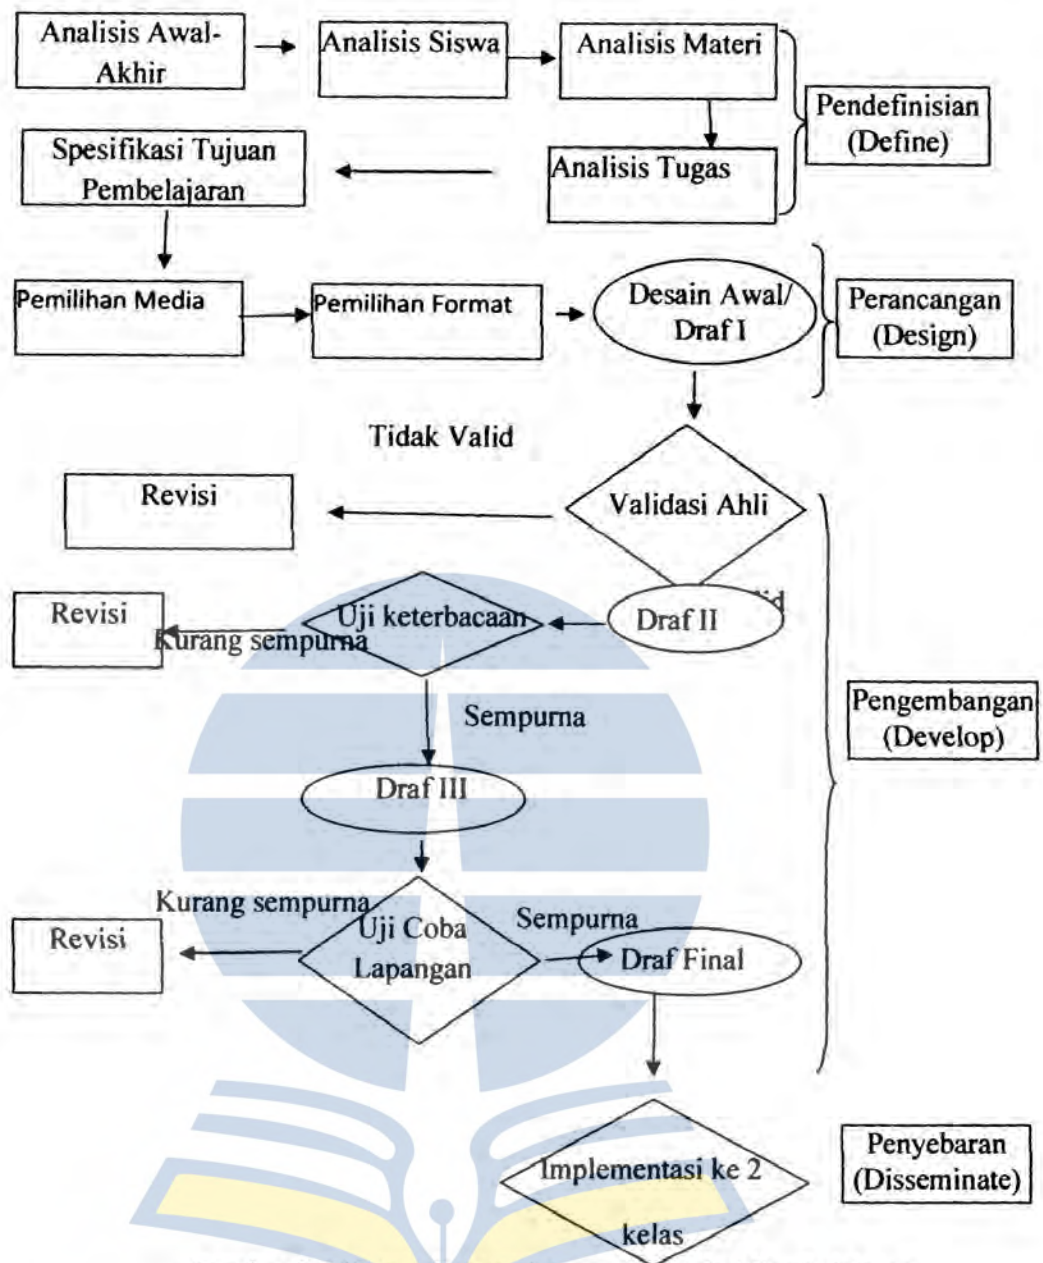 Analisis Awal-
Akhir
Analisis Siswa
Analisis Materi
Pendefinisian
(Define)
Spesifikasi Tujuan
Pembelajaran
Analisis Tugas
Pemilihan Media
Pemilihan Format
Desain Awal/
Draf I
Perancangan
(Design)
Tidak Valid
Revisi
Validasi Ahli
Revisi
Kurang sempurna
Uji keterbacaan
Draf II
Sempurna
Pengembangan
(Develop)
Draf III
Kurang sempurna
Revisi
Uji Coba
Lapangan
Sempurna
Draf Final
Implementasi ke 2
kelas
Penyebaran
(Disseminate)